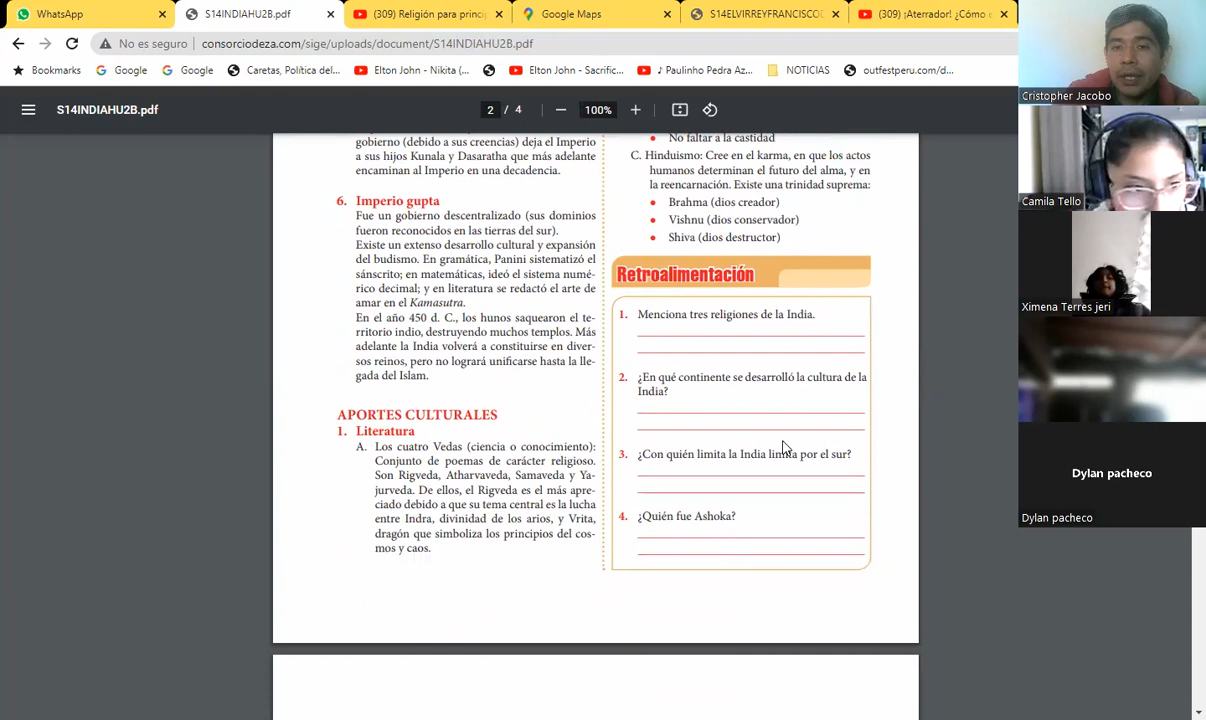 WhatsApp
S14INDIAHU2B.pdf
(309) Religión para princi
Google Maps
S14ELVIRREYFRANCISCO
(309) ¡Aterrador! ¿Cómo
No es seguro
consorciodeza.com/sige/uploads/document/S14INDIAHU2B.pdf
Bookmarks
Google
Google
Caretas, Política del...
Elton John - Nikita (...
Elton John - Sacrific...
♪ Paulinho Pedra Az...
NOTICIAS
outfestperu.com/d...
S14INDIAHU2B.pdf
2 / 4
100%
gobierno (debido a sus creencias) deja el Imperio
a sus hijos Kunala y Dasaratha que más adelante
encaminan al Imperio en una decadencia.
6. Imperio gupta
Fue un gobierno descentralizado (sus dominios
fueron reconocidos en las tierras del sur).
Existe un extenso desarrollo cultural y expansión
del budismo. En gramática, Panini sistematizó el
sánscrito; en matemáticas, ideó el sistema numé-
rico decimal; y en literatura se redactó el arte de
amar en el Kamasutra.
En el año 450 d. C., los hunos saquearon el te-
rritorio indio, destruyendo muchos templos. Más
adelante la India volverá a constituirse en diver-
sos reinos, pero no logrará unificarse hasta la lle-
gada del Islam.
APORTES CULTURALES
1. Literatura
A. Los cuatro Vedas (ciencia o conocimiento):
Conjunto de poemas de carácter religioso.
Son Rigveda, Atharvaveda, Samaveda y Ya-
jurveda. De ellos, el Rigveda es el más apre-
ciado debido a que su tema central es la lucha
entre Indra, divinidad de los arios, y Vrita,
dragón que simboliza los principios del cos-
mos y caos.
• No faltar a la castidad
C. Hinduismo: Cree en el karma, en que los actos
humanos determinan el futuro del alma, y en
la reencarnación. Existe una trinidad suprema:
• Brahma (dios creador)
• Vishnu (dios conservador)
• Shiva (dios destructor)
Retroalimentación
1. Menciona tres religiones de la India.
2. ¿En qué continente se desarrolló la cultura de la
India?
3. ¿Con quién limita la India limita por el sur?
4. ¿Quién fue Ashoka?
Cristopher Jacobo
Camila Tello
Ximena Terres jeri
Dylan pacheco
Dylan pacheco